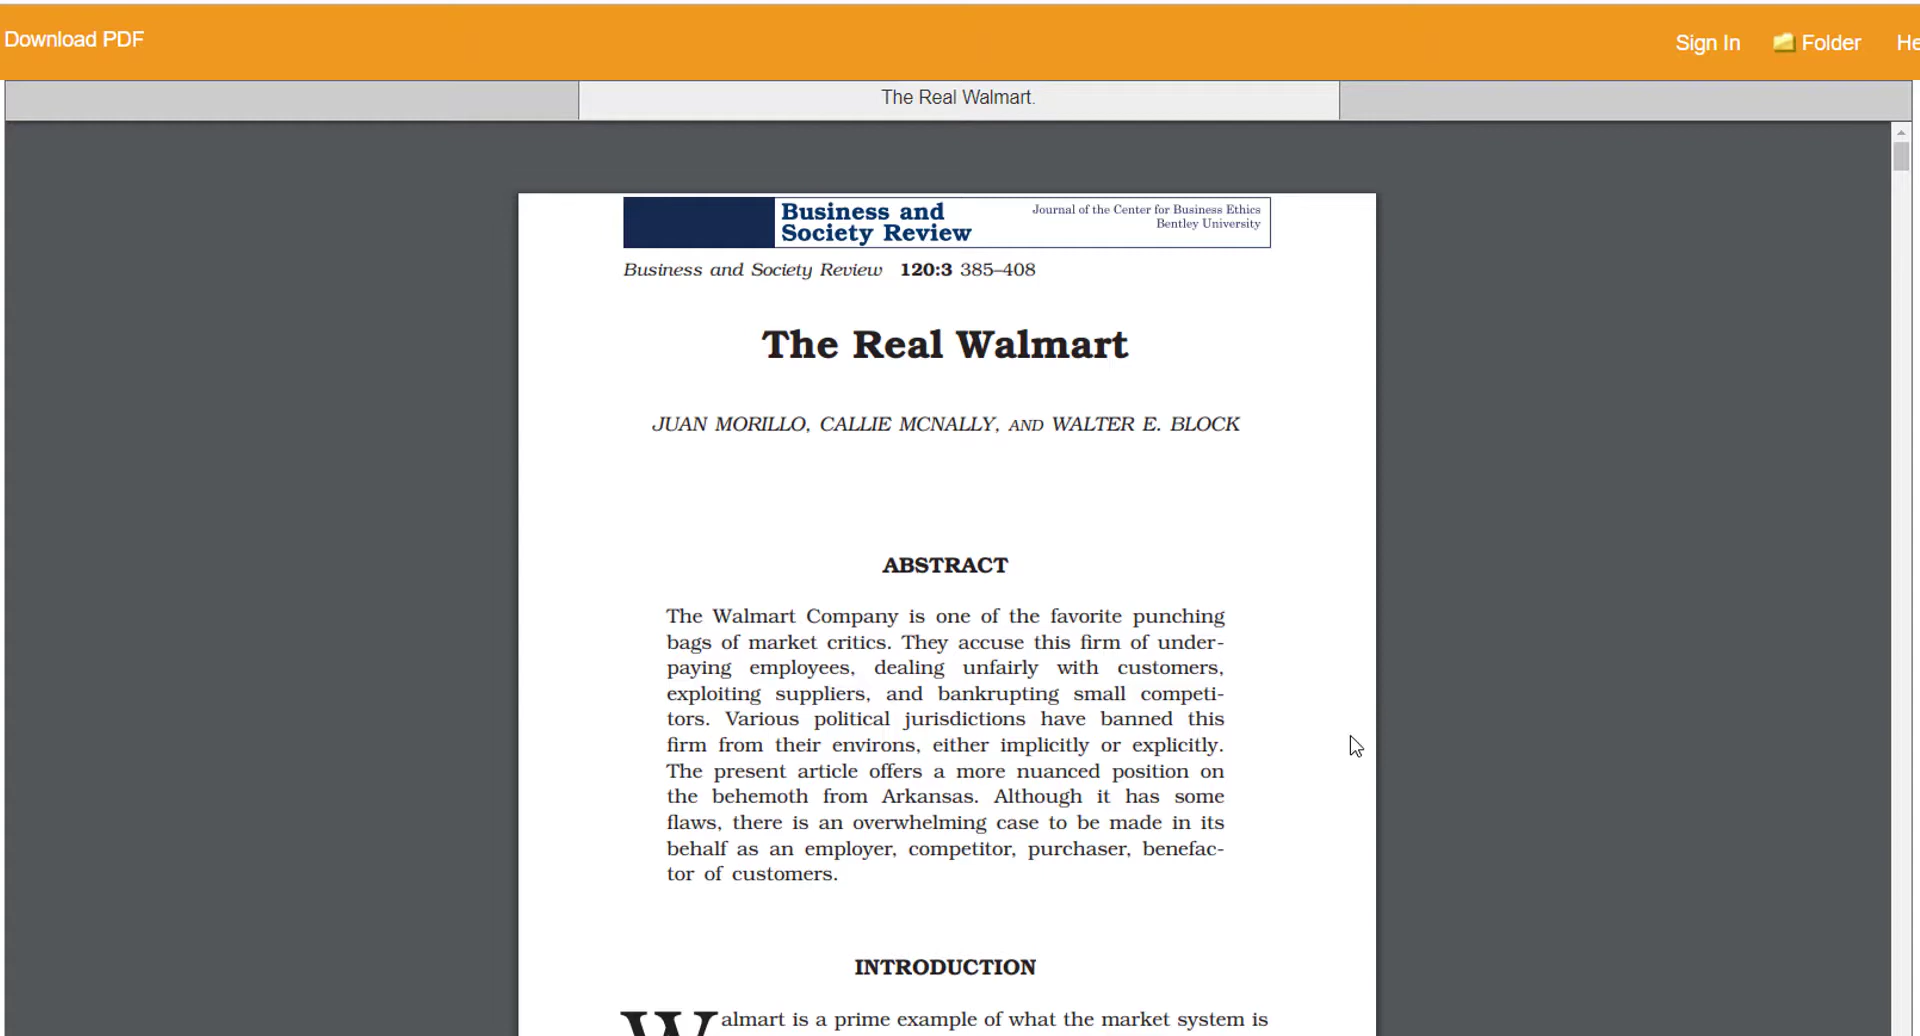 Download PDF
Sign In Folder He
The Real Walmart.
Business and
Society Review
Journal of the Center for Business Ethics
Bentley University
Business and Society Review 120:3 385–408
The Real Walmart
JUAN MORILLO, CALLIE MCNALLY, AND WALTER E. BLOCK
ABSTRACT
The Walmart Company is one of the favorite punching
bags of market critics. They accuse this firm of under-
paying employees, dealing unfairly with customers,
exploiting suppliers, and bankrupting small competi-
tors. Various political jurisdictions have banned this
firm from their environs, either implicitly or explicitly.
The present article offers a more nuanced position on
the behemoth from Arkansas. Although it has some
flaws, there is an overwhelming case to be made in its
behalf as an employer, competitor, purchaser, benefac-
tor of customers.
INTRODUCTION
Walmart is a prime example of what the market system is